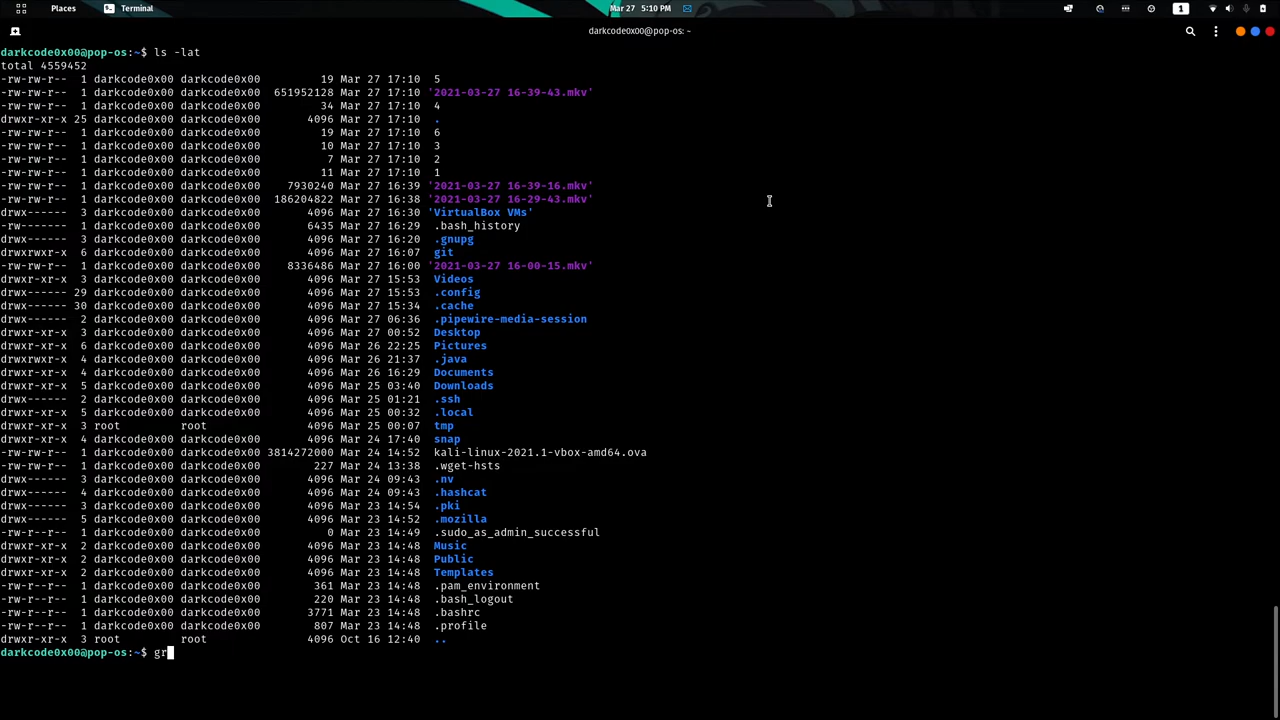 Places Terminal Mar 27 5:10 PM 1
darkcode0x00@pop-os: ~
darkcode0x00@pop-os:~$ ls -lat
total 4559452
-rw-rw-r-- 1 darkcode0x00 darkcode0x00 19 Mar 27 17:10 5
-rw-rw-r-- 1 darkcode0x00 darkcode0x00 651952128 Mar 27 17:10 '2021-03-27 16-39-43.mkv'
-rw-rw-r-- 1 darkcode0x00 darkcode0x00 34 Mar 27 17:10 4
drwxr-xr-x 25 darkcode0x00 darkcode0x00 4096 Mar 27 17:10 .
-rw-rw-r-- 1 darkcode0x00 darkcode0x00 19 Mar 27 17:10 6
-rw-rw-r-- 1 darkcode0x00 darkcode0x00 10 Mar 27 17:10 3
-rw-rw-r-- 1 darkcode0x00 darkcode0x00 7 Mar 27 17:10 2
-rw-rw-r-- 1 darkcode0x00 darkcode0x00 11 Mar 27 17:10 1
-rw-rw-r-- 1 darkcode0x00 darkcode0x00 7930240 Mar 27 16:39 '2021-03-27 16-39-16.mkv'
-rw-rw-r-- 1 darkcode0x00 darkcode0x00 186204822 Mar 27 16:38 '2021-03-27 16-29-43.mkv'
drwx------ 3 darkcode0x00 darkcode0x00 4096 Mar 27 16:30 'VirtualBox VMs'
-rw------- 1 darkcode0x00 darkcode0x00 6435 Mar 27 16:29 .bash_history
drwx------ 3 darkcode0x00 darkcode0x00 4096 Mar 27 16:20 .gnupg
drwxrwxr-x 6 darkcode0x00 darkcode0x00 4096 Mar 27 16:07 git
-rw-rw-r-- 1 darkcode0x00 darkcode0x00 8336486 Mar 27 16:00 '2021-03-27 16-00-15.mkv'
drwxr-xr-x 3 darkcode0x00 darkcode0x00 4096 Mar 27 15:53 Videos
drwx------ 29 darkcode0x00 darkcode0x00 4096 Mar 27 15:53 .config
drwx------ 30 darkcode0x00 darkcode0x00 4096 Mar 27 15:34 .cache
drwx------ 2 darkcode0x00 darkcode0x00 4096 Mar 27 06:36 .pipewire-media-session
drwxr-xr-x 3 darkcode0x00 darkcode0x00 4096 Mar 27 00:52 Desktop
drwxr-xr-x 6 darkcode0x00 darkcode0x00 4096 Mar 26 22:25 Pictures
drwxrwxr-x 4 darkcode0x00 darkcode0x00 4096 Mar 26 21:37 .java
drwxr-xr-x 4 darkcode0x00 darkcode0x00 4096 Mar 26 16:29 Documents
drwxr-xr-x 5 darkcode0x00 darkcode0x00 4096 Mar 25 03:40 Downloads
drwx------ 2 darkcode0x00 darkcode0x00 4096 Mar 25 01:21 .ssh
drwxr-xr-x 5 darkcode0x00 darkcode0x00 4096 Mar 25 00:32 .local
drwxr-xr-x 3 root root 4096 Mar 25 00:07 tmp
drwxr-xr-x 4 darkcode0x00 darkcode0x00 4096 Mar 24 17:40 snap
-rw-rw-r-- 1 darkcode0x00 darkcode0x00 3814272000 Mar 24 14:52 kali-linux-2021.1-vbox-amd64.ova
-rw-rw-r-- 1 darkcode0x00 darkcode0x00 227 Mar 24 13:38 .wget-hsts
drwx------ 3 darkcode0x00 darkcode0x00 4096 Mar 24 09:43 .nv
drwx------ 4 darkcode0x00 darkcode0x00 4096 Mar 24 09:43 .hashcat
drwx------ 3 darkcode0x00 darkcode0x00 4096 Mar 23 14:54 .pki
drwx------ 5 darkcode0x00 darkcode0x00 4096 Mar 23 14:52 .mozilla
-rw-r--r-- 1 darkcode0x00 darkcode0x00 0 Mar 23 14:49 .sudo_as_admin_successful
drwxr-xr-x 2 darkcode0x00 darkcode0x00 4096 Mar 23 14:48 Music
drwxr-xr-x 2 darkcode0x00 darkcode0x00 4096 Mar 23 14:48 Public
drwxr-xr-x 2 darkcode0x00 darkcode0x00 4096 Mar 23 14:48 Templates
-rw-r--r-- 1 darkcode0x00 darkcode0x00 361 Mar 23 14:48 .pam_environment
-rw-r--r-- 1 darkcode0x00 darkcode0x00 220 Mar 23 14:48 .bash_logout
-rw-r--r-- 1 darkcode0x00 darkcode0x00 3771 Mar 23 14:48 .bashrc
-rw-r--r-- 1 darkcode0x00 darkcode0x00 807 Mar 23 14:48 .profile
drwxr-xr-x 3 root root 4096 Oct 16 12:40 ..
darkcode0x00@pop-os:~$ gr